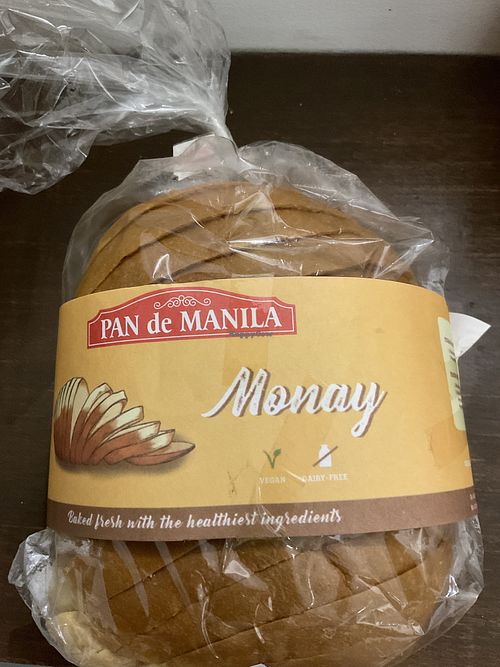 PAN de MANILA
Monay
VEGAN
DAIRY-FREE
Baked fresh with the healthiest ingredients